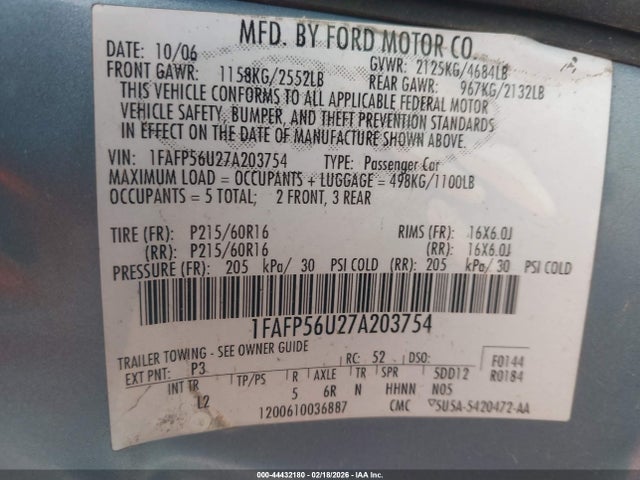 MFD. BY FORD MOTOR CO.
DATE: 10/06 GVWR: 2125KG/4684LB
FRONT GAWR: 1158KG/2552LB REAR GAWR: 967KG/2132LB
THIS VEHICLE CONFORMS TO ALL APPLICABLE FEDERAL MOTOR
VEHICLE SAFETY, BUMPER, AND THEFT PREVENTION STANDARDS
IN EFFECT ON THE DATE OF MANUFACTURE SHOWN ABOVE.
VIN: 1FAFP56U27A203754 TYPE: Passenger Car
MAXIMUM LOAD = OCCUPANTS + LUGGAGE = 498KG/1100LB
OCCUPANTS = 5 TOTAL; 2 FRONT, 3 REAR
TIRE (FR): P215/60R16 RIMS (FR): 16X6.0J
(RR): P215/60R16 (RR): 16X6.0J
PRESSURE (FR): 205 kPa/ 30 PSI COLD (RR): 205 kPa/ 30 PSI COLD
1FAFP56U27A203754
TRAILER TOWING - SEE OWNER GUIDE
EXT PNT: P3 RC: 52 DSO: F0144
INT TR TP/PS R AXLE TR SPR 5DD12 R0184
L2 5 6R N HHNN N05
1200610036887 CMC ▽5U5A-5420472-AA
000-44432180 - 02/18/2026 - IAA Inc.